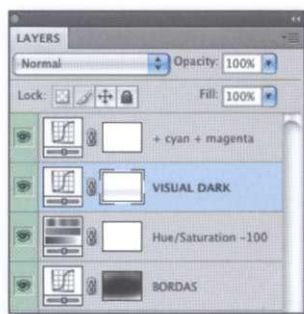 LAYERS
Normal Opacity: 100%
Lock: Fill: 100%
+ cyan + magenta
VISUAL DARK
Hue/Saturation -100
BORDAS